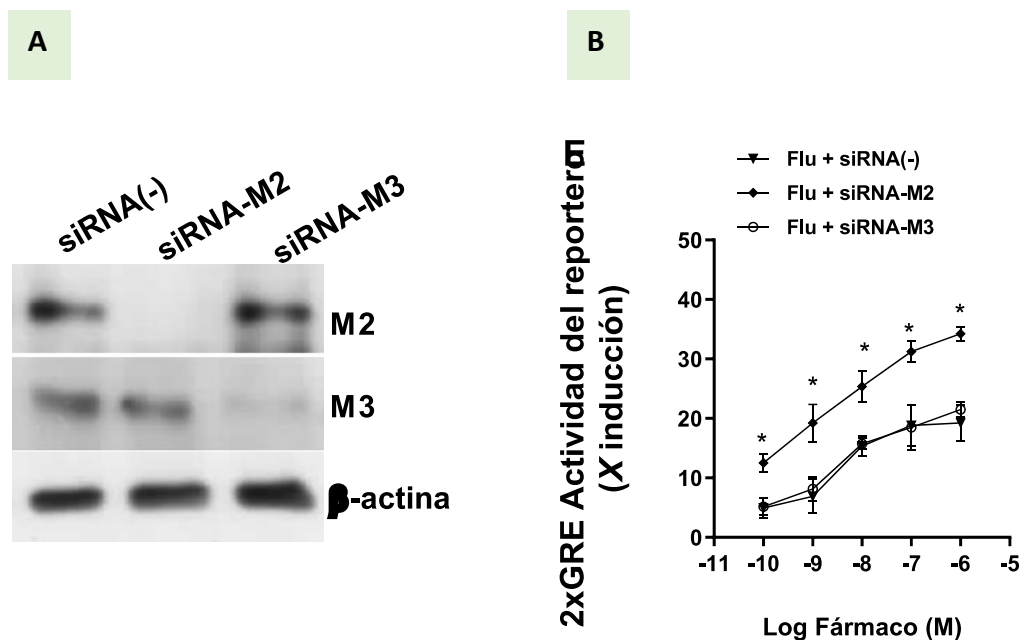 A
B
siRNA(-)
siRNA-M2
siRNA-M3
M2
M3
β-actina
Flu + siRNA(-)
Flu + siRNA-M2
Flu + siRNA-M3
2xGRE Actividad del reportero
(X inducción)
50
40
30
20
10
0
* * * * *
-11 -10 -9 -8 -7 -6 -5
Log Fármaco (M)